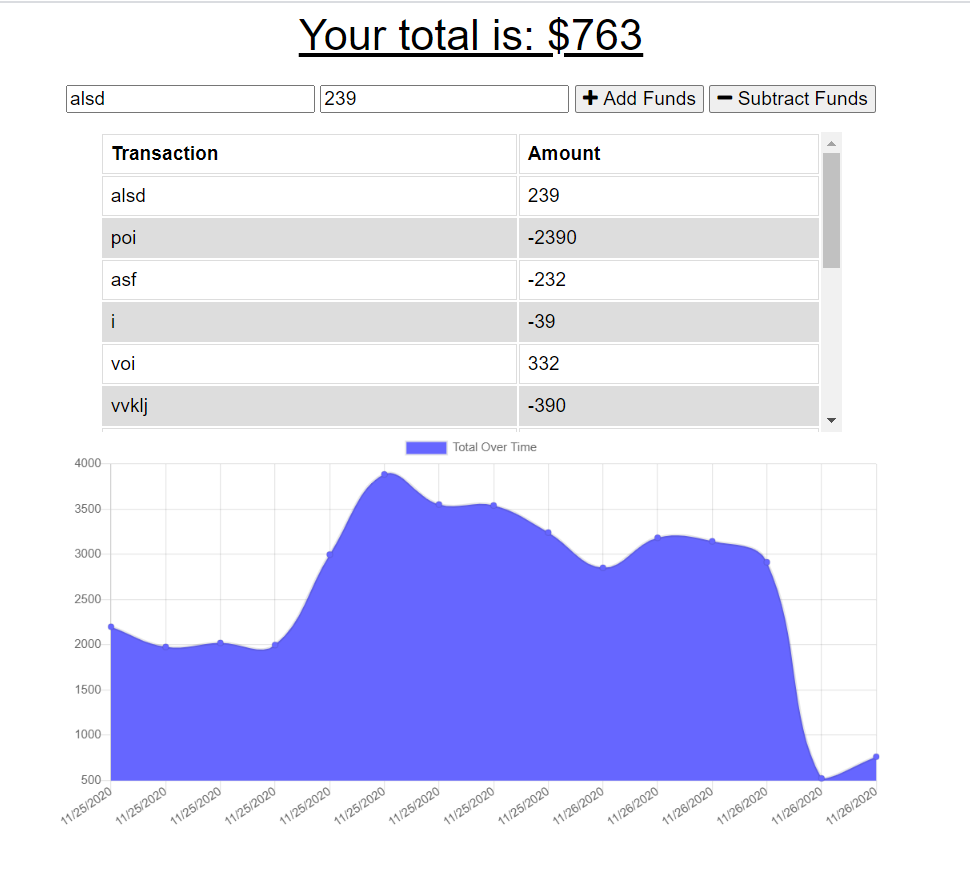 Your total is: $763
alsd 239 Add Funds Subtract Funds
Transaction Amount
alsd 239
poi -2390
asf -232
i -39
voi 332
vvklj -390
Total Over Time
4000
3500
3000
2500
2000
1500
1000
500
11/25/2020 11/25/2020 11/25/2020 11/25/2020 11/25/2020 11/25/2020 11/25/2020 11/25/2020 11/25/2020 11/26/2020 11/26/2020 11/26/2020 11/26/2020 11/26/2020 11/26/2020